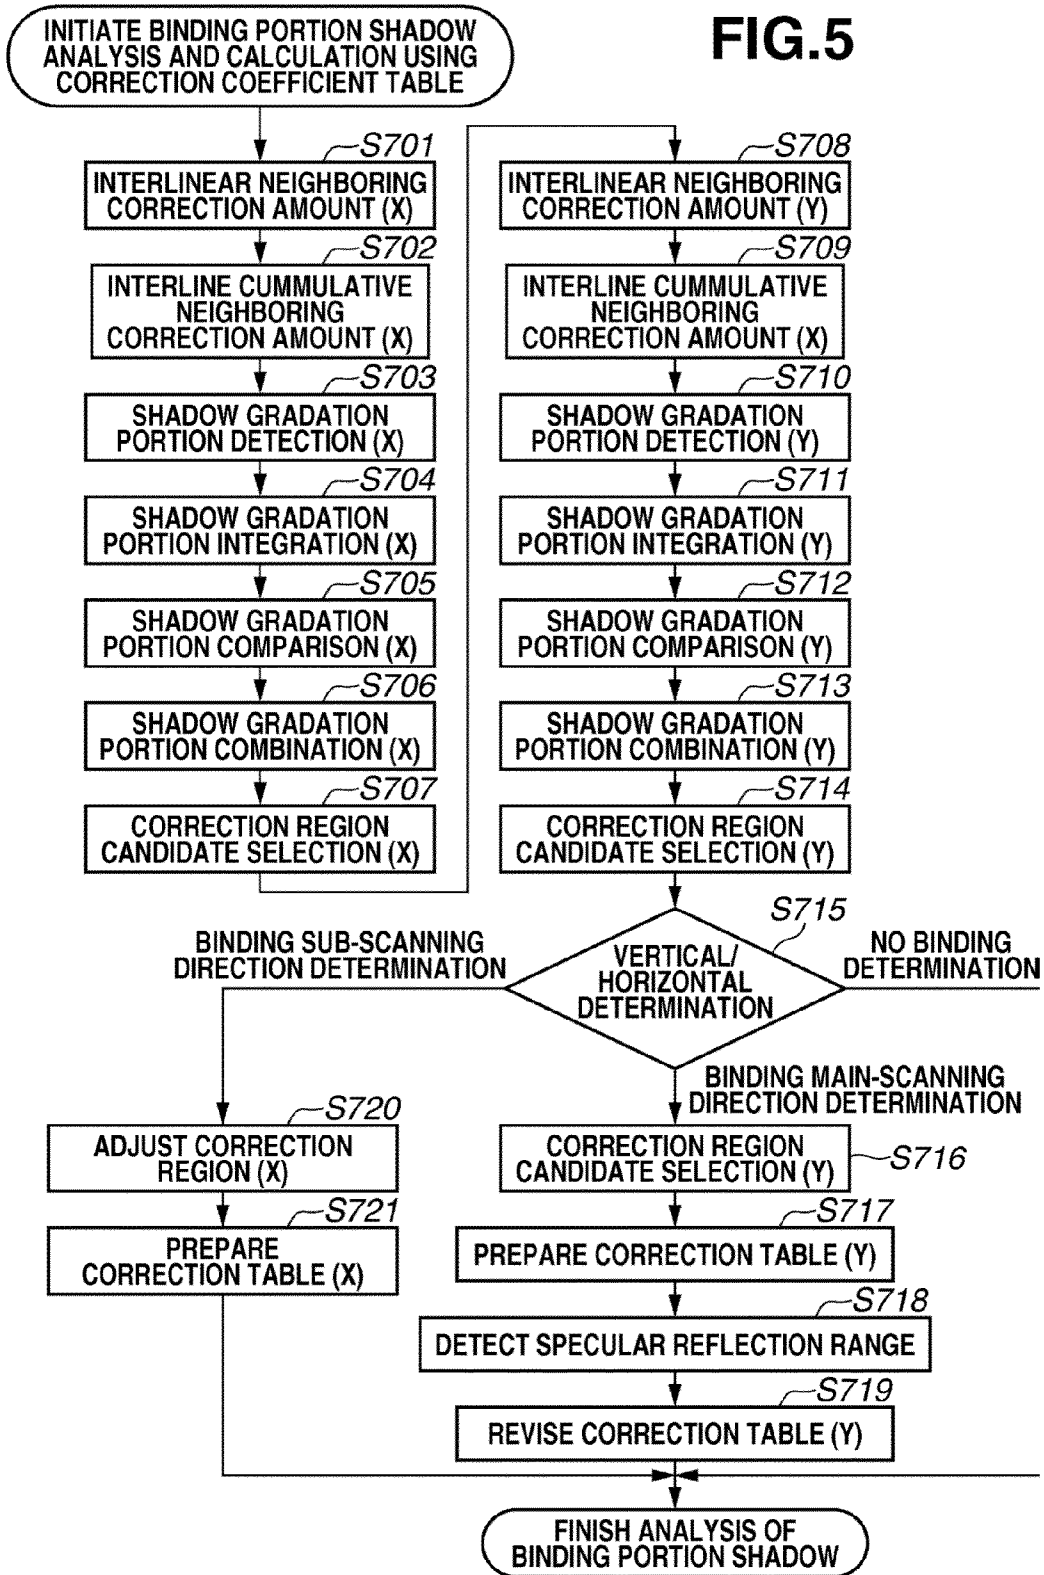 FIG.5
INITIATE BINDING PORTION SHADOW
ANALYSIS AND CALCULATION USING
CORRECTION COEFFICIENT TABLE
S701
INTERLINEAR NEIGHBORING
CORRECTION AMOUNT (X)
S702
INTERLINE CUMMULATIVE
NEIGHBORING
CORRECTION AMOUNT (X)
S703
SHADOW GRADATION
PORTION DETECTION (X)
S704
SHADOW GRADATION
PORTION INTEGRATION (X)
S705
SHADOW GRADATION
PORTION COMPARISON (X)
S706
SHADOW GRADATION
PORTION COMBINATION (X)
S707
CORRECTION REGION
CANDIDATE SELECTION (X)
S708
INTERLINEAR NEIGHBORING
CORRECTION AMOUNT (Y)
S709
INTERLINE CUMMULATIVE
NEIGHBORING
CORRECTION AMOUNT (X)
S710
SHADOW GRADATION
PORTION DETECTION (Y)
S711
SHADOW GRADATION
PORTION INTEGRATION (Y)
S712
SHADOW GRADATION
PORTION COMPARISON (Y)
S713
SHADOW GRADATION
PORTION COMBINATION (Y)
S714
CORRECTION REGION
CANDIDATE SELECTION (Y)
S715
VERTICAL/
HORIZONTAL
DETERMINATION
BINDING SUB-SCANNING
DIRECTION DETERMINATION
NO BINDING
DETERMINATION
BINDING MAIN-SCANNING
DIRECTION DETERMINATION
S720
ADJUST CORRECTION
REGION (X)
S721
PREPARE
CORRECTION TABLE (X)
CORRECTION REGION
CANDIDATE SELECTION (Y)
S716
S717
PREPARE CORRECTION TABLE (Y)
S718
DETECT SPECULAR REFLECTION RANGE
S719
REVISE CORRECTION TABLE (Y)
FINISH ANALYSIS OF
BINDING PORTION SHADOW